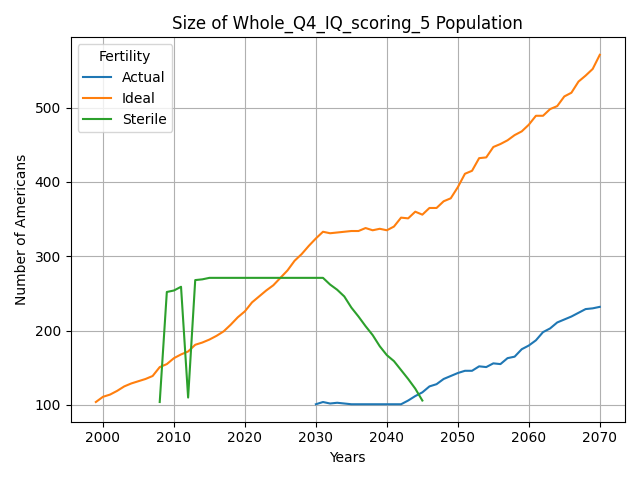 Size of Whole_Q4_IQ_scoring_5 Population
Fertility
Actual
Ideal
Sterile
Number of Americans
500
400
300
200
100
2000 2010 2020 2030 2040 2050 2060 2070
Years